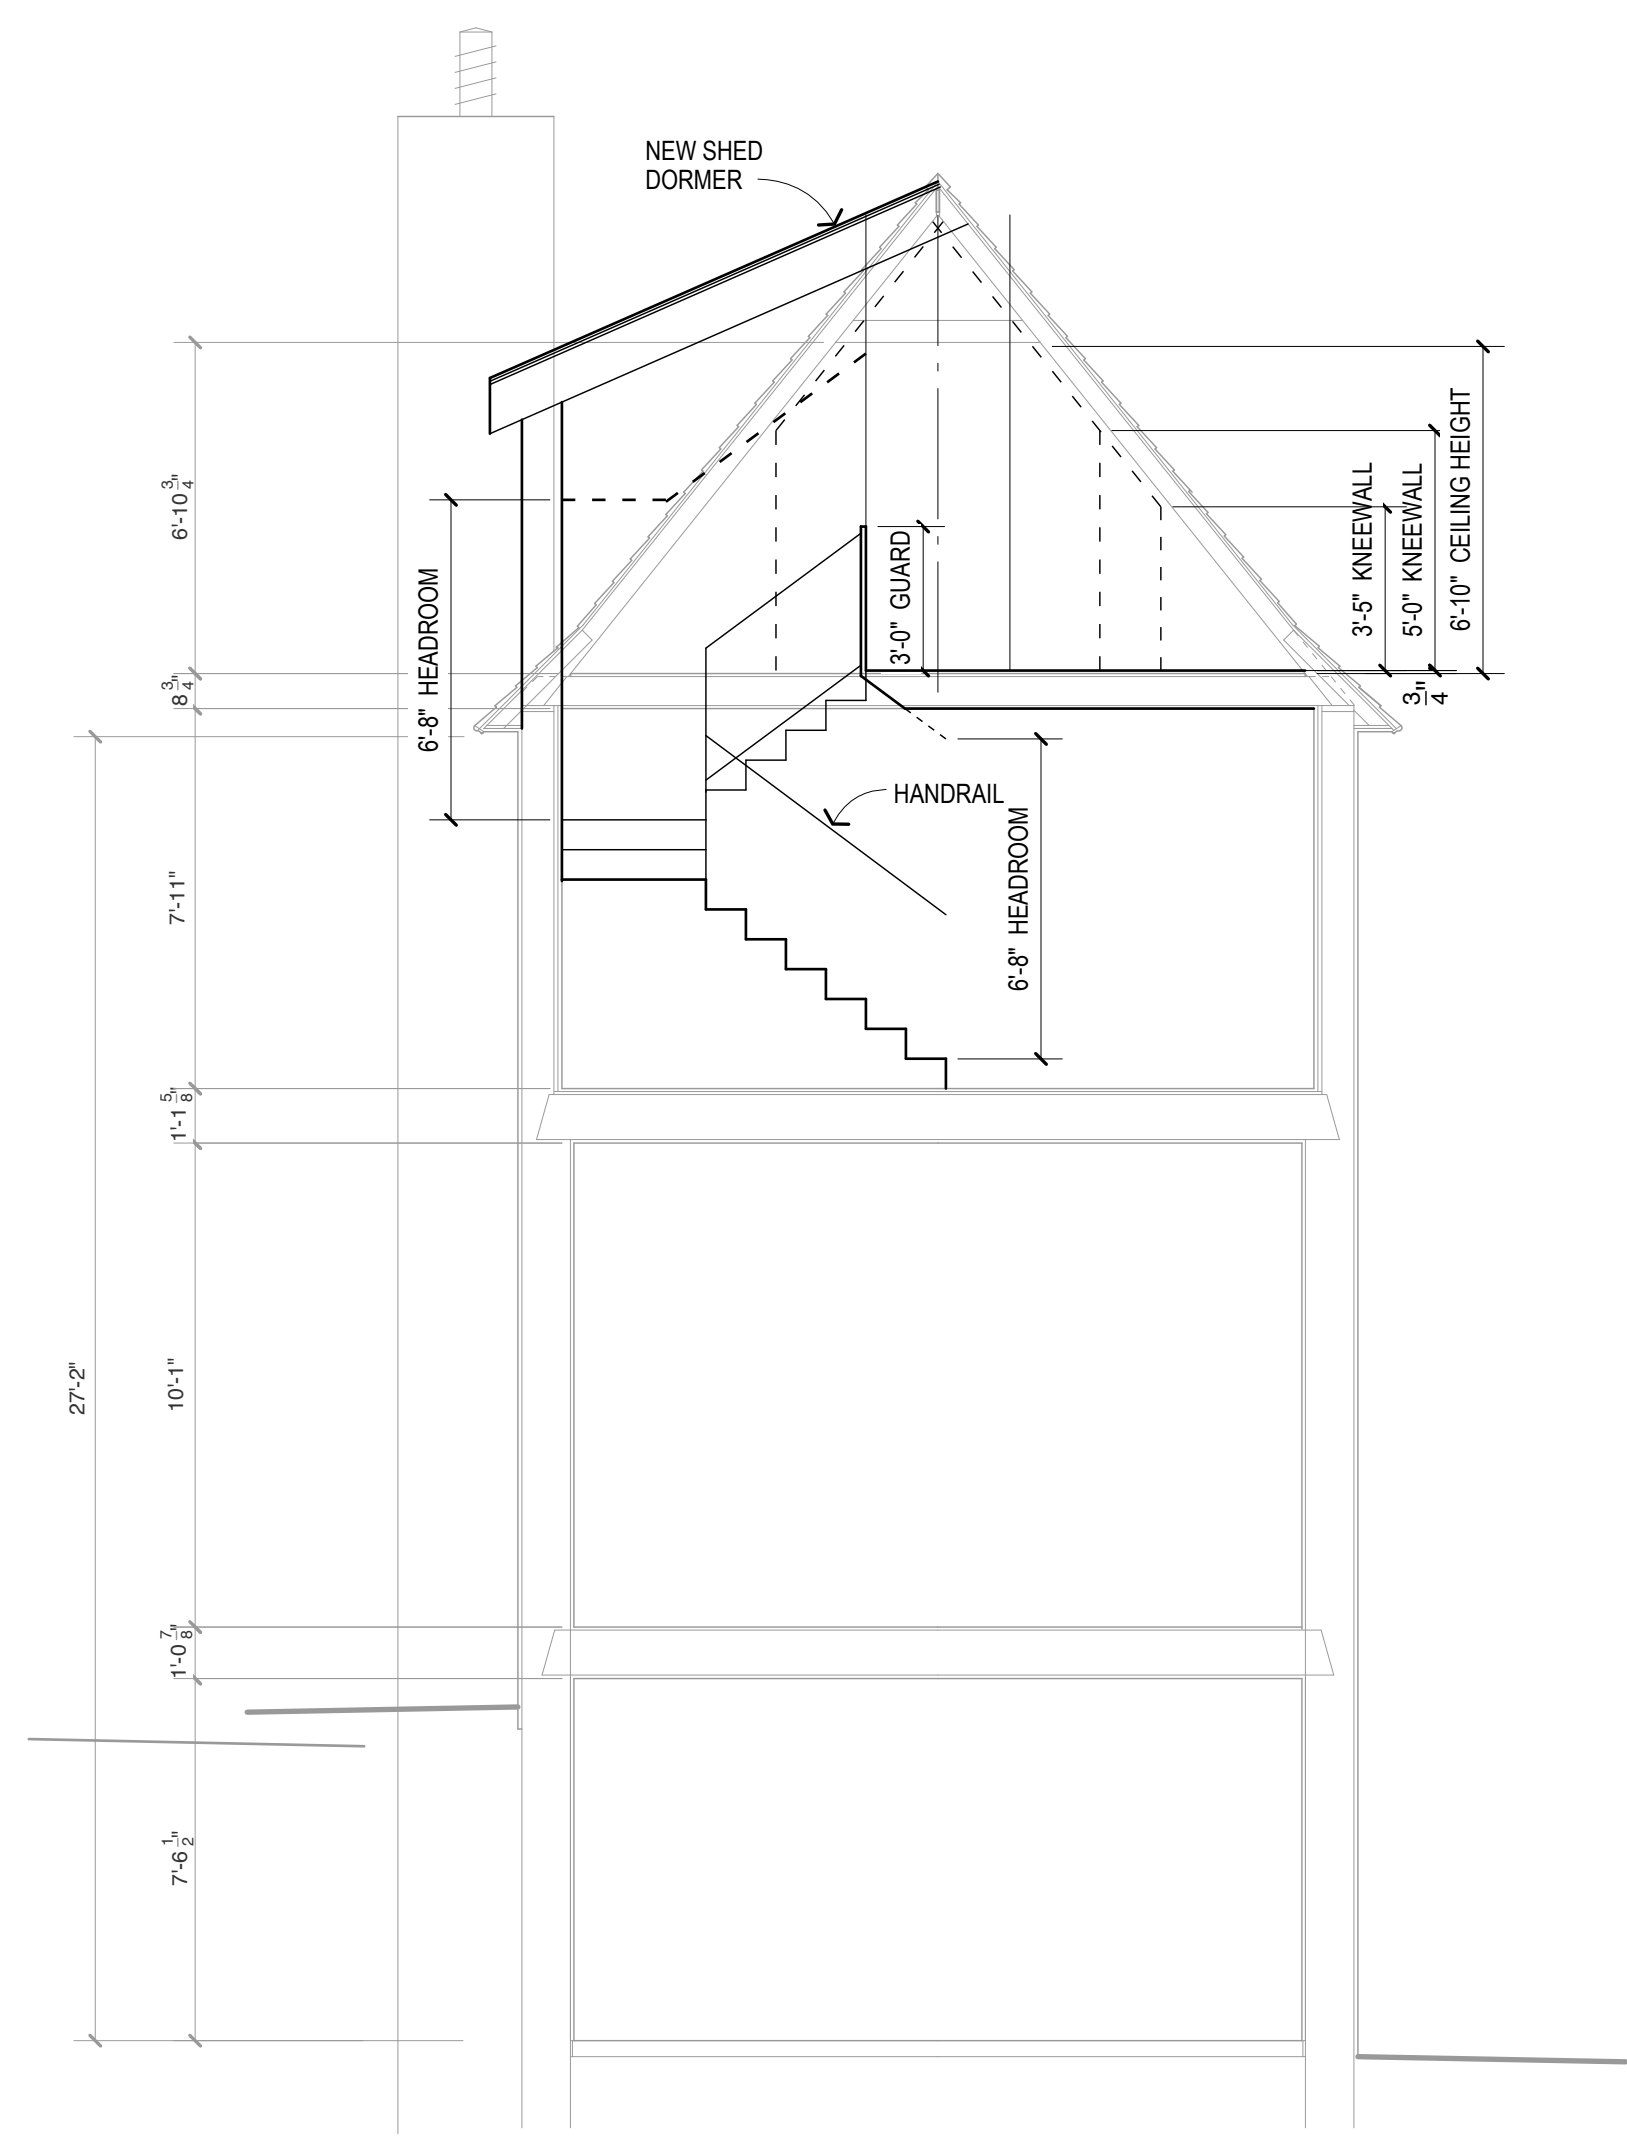 NEW SHED
DORMER
6'-10 3/4"
8 3/4"
7'-11"
1'-1 5/8"
10'-1"
1'-0 7/8"
7'-6 1/2"
27'-2"
6'-8" HEADROOM
3'-0" GUARD
HANDRAIL
6'-8" HEADROOM
3'-5" KNEEWALL
5'-0" KNEEWALL
6'-10" CEILING HEIGHT
3/4"